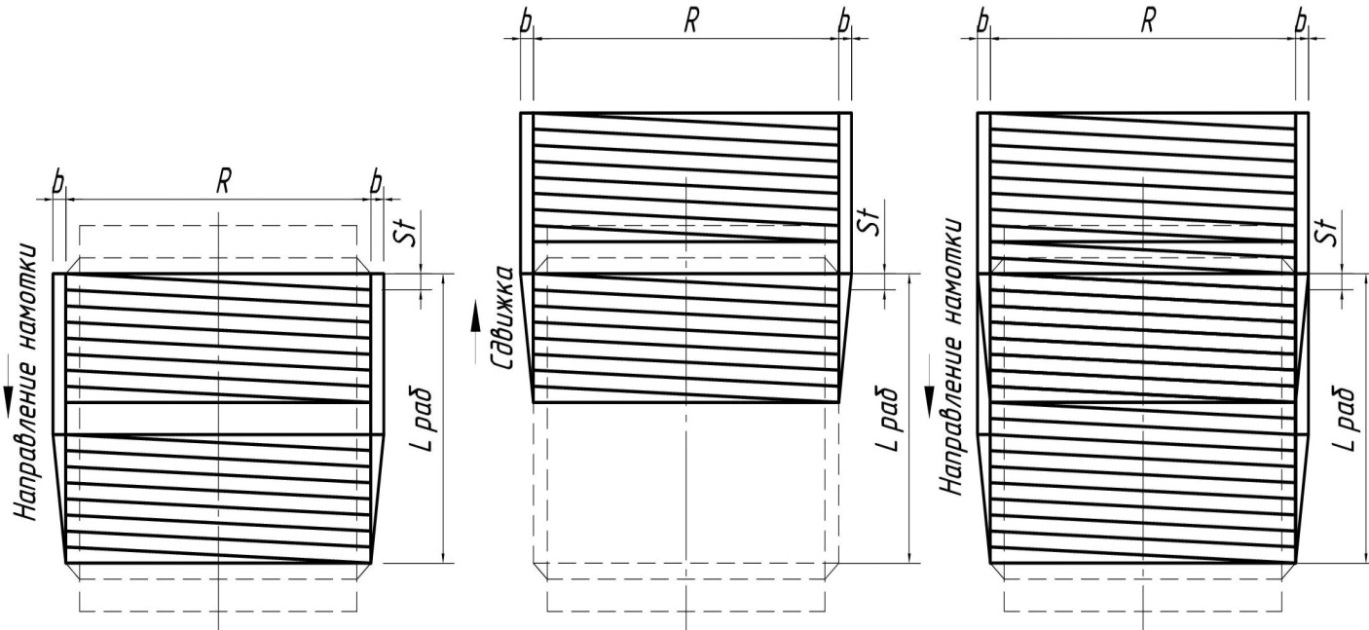 b R b
St
Направление намотки
L раб
b R b
St
Сдвижка
L раб
b R b
St
Направление намотки
L раб